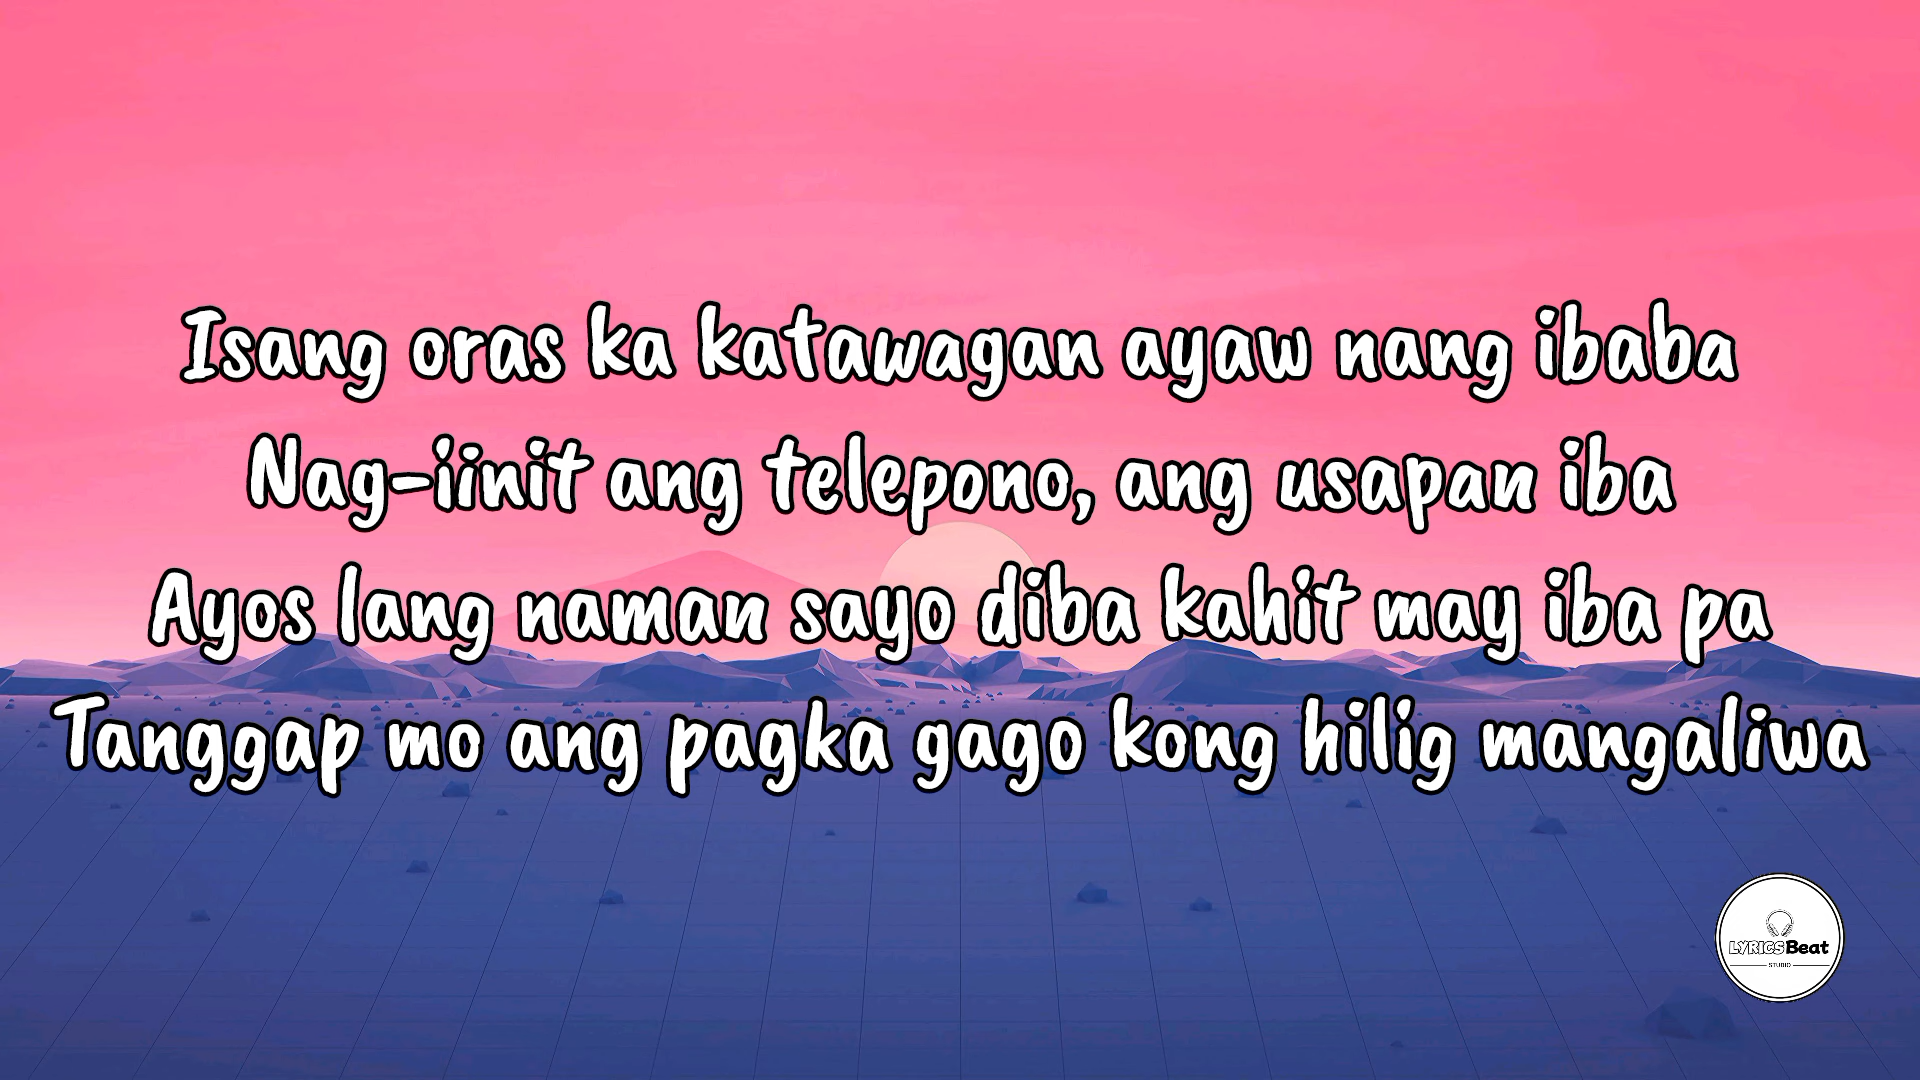 Isang oras ka katawagan ayaw nang ibaba
Nag-iinit ang telepono, ang usapan iba
Ayos lang naman sayo diba kahit may iba pa
Tanggap mo ang pagka gago kong hilig mangaliwa
LYRICSBeat
STUDIO